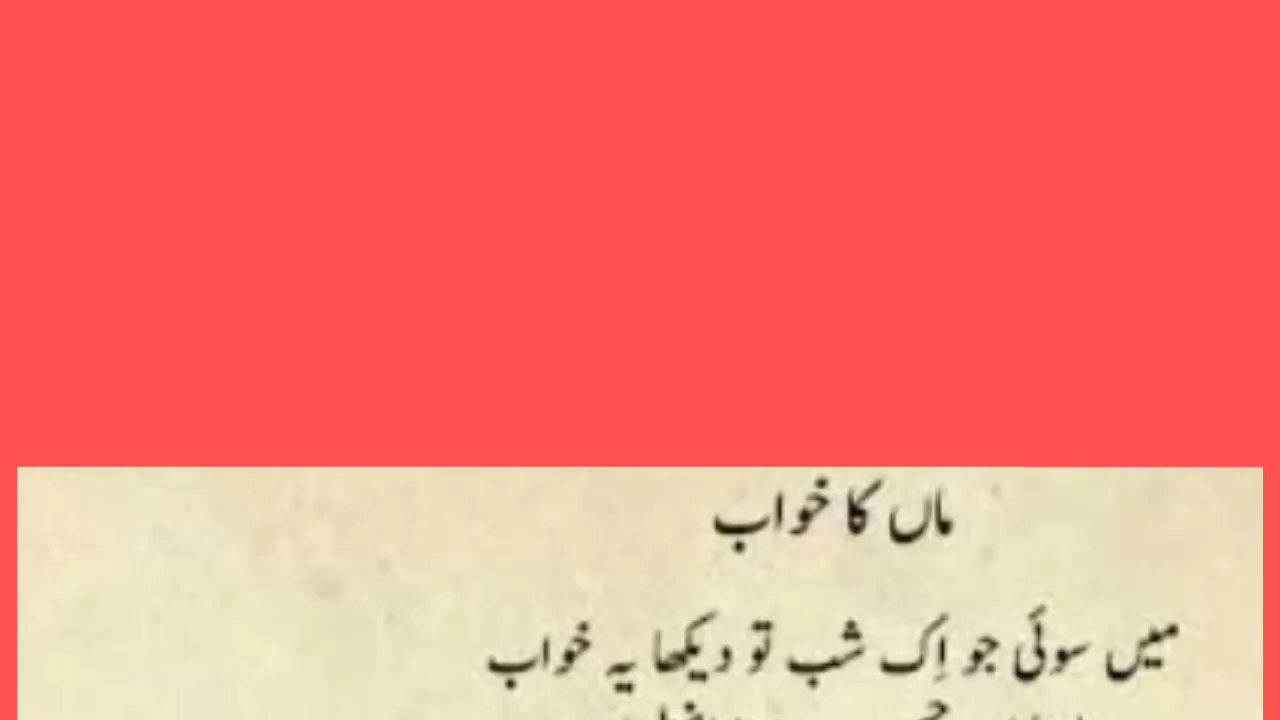 ماں کا خواب
میں سوئی جو اِک شب تو دیکھا یہ خواب